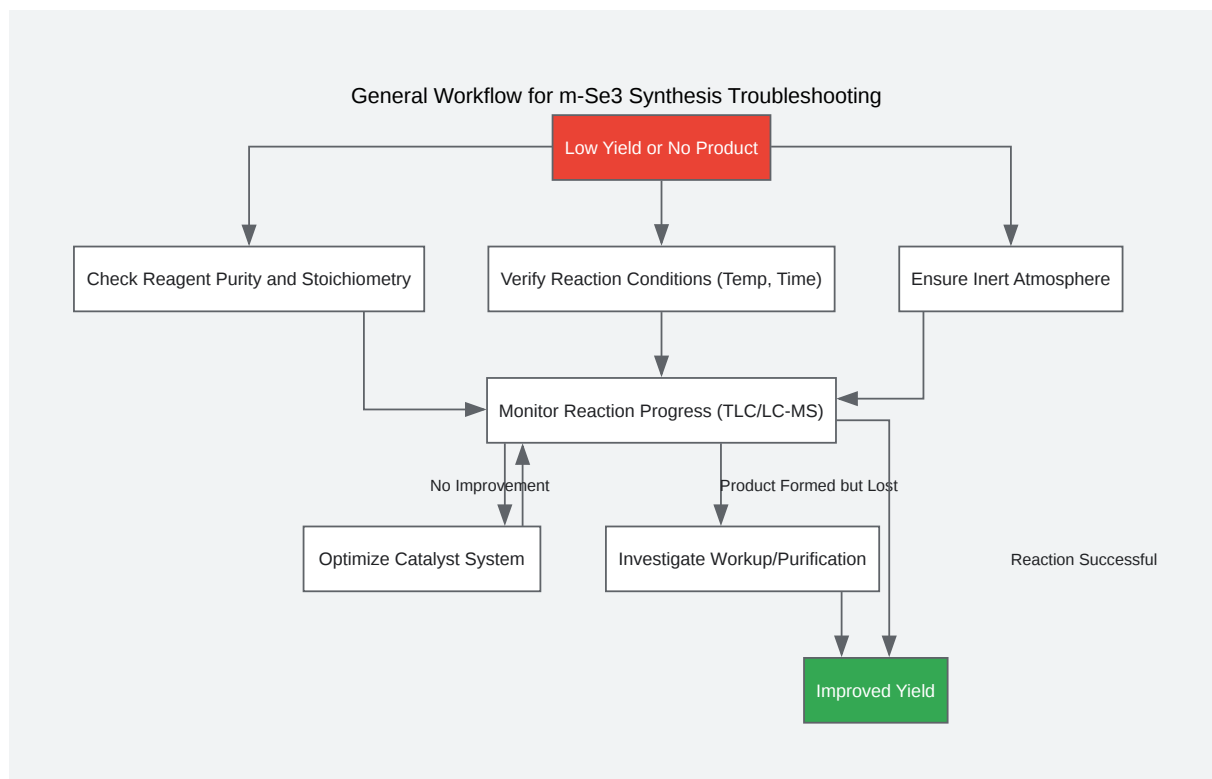 General Workflow for m-Se3 Synthesis Troubleshooting
Low Yield or No Product
Check Reagent Purity and Stoichiometry
Verify Reaction Conditions (Temp, Time)
Ensure Inert Atmosphere
Monitor Reaction Progress (TLC/LC-MS)
No Improvement
Product Formed but Lost
Optimize Catalyst System
Investigate Workup/Purification
Reaction Successful
Improved Yield